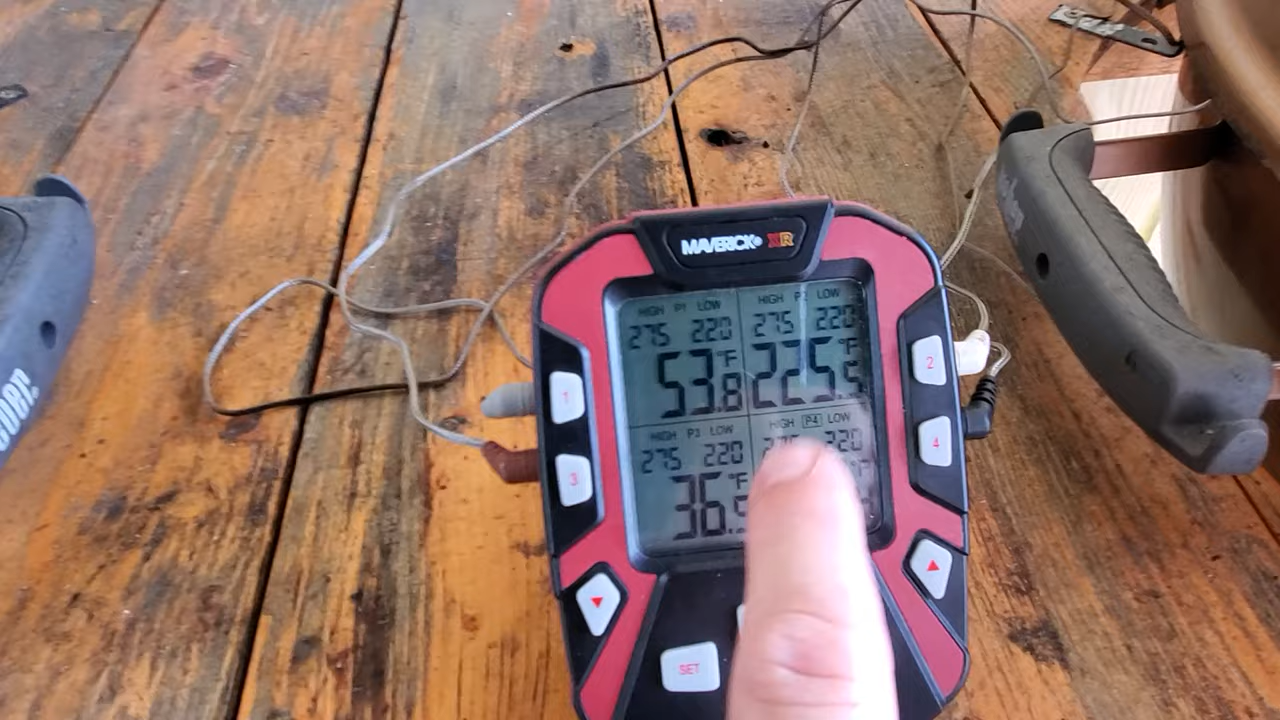 MAVERICK® XR
HIGH P1 LOW
275 220
53.8 °F
HIGH P2 LOW
275 220
225.5 °F
HIGH P3 LOW
275 220
36.5 °F
HIGH P4 LOW
220
1
2
3
4
SET